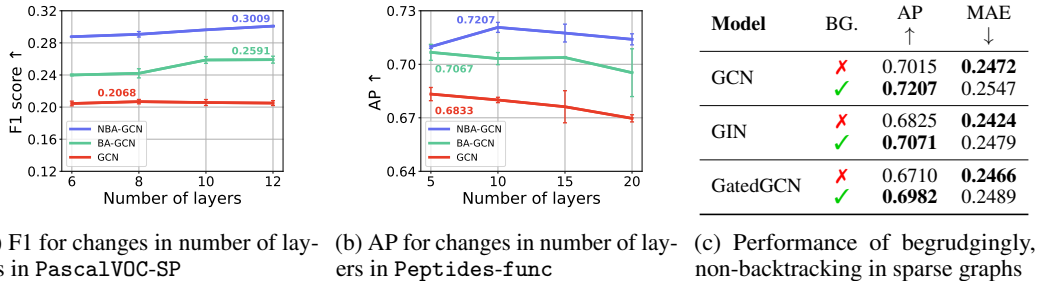 0.32
0.28
0.24
0.20
0.16
0.12
F1 score ↑
0.3009
0.2591
0.2068
NBA-GCN
BA-GCN
GCN
6 8 10 12
Number of layers
0.73
0.70
0.67
0.64
AP ↑
0.7207
0.7067
0.6833
NBA-GCN
BA-GCN
GCN
5 10 15 20
Number of layers
Model BG. AP ↑ MAE ↓
GCN ✗ 0.7015 0.2472
✓ 0.7207 0.2547
GIN ✗ 0.6825 0.2424
✓ 0.7071 0.2479
GatedGCN ✗ 0.6710 0.2466
✓ 0.6982 0.2489
) F1 for changes in number of lay-
s in PascalVOC-SP
(b) AP for changes in number of lay-
ers in Peptides-func
(c) Performance of begrudgingly,
non-backtracking in sparse graphs